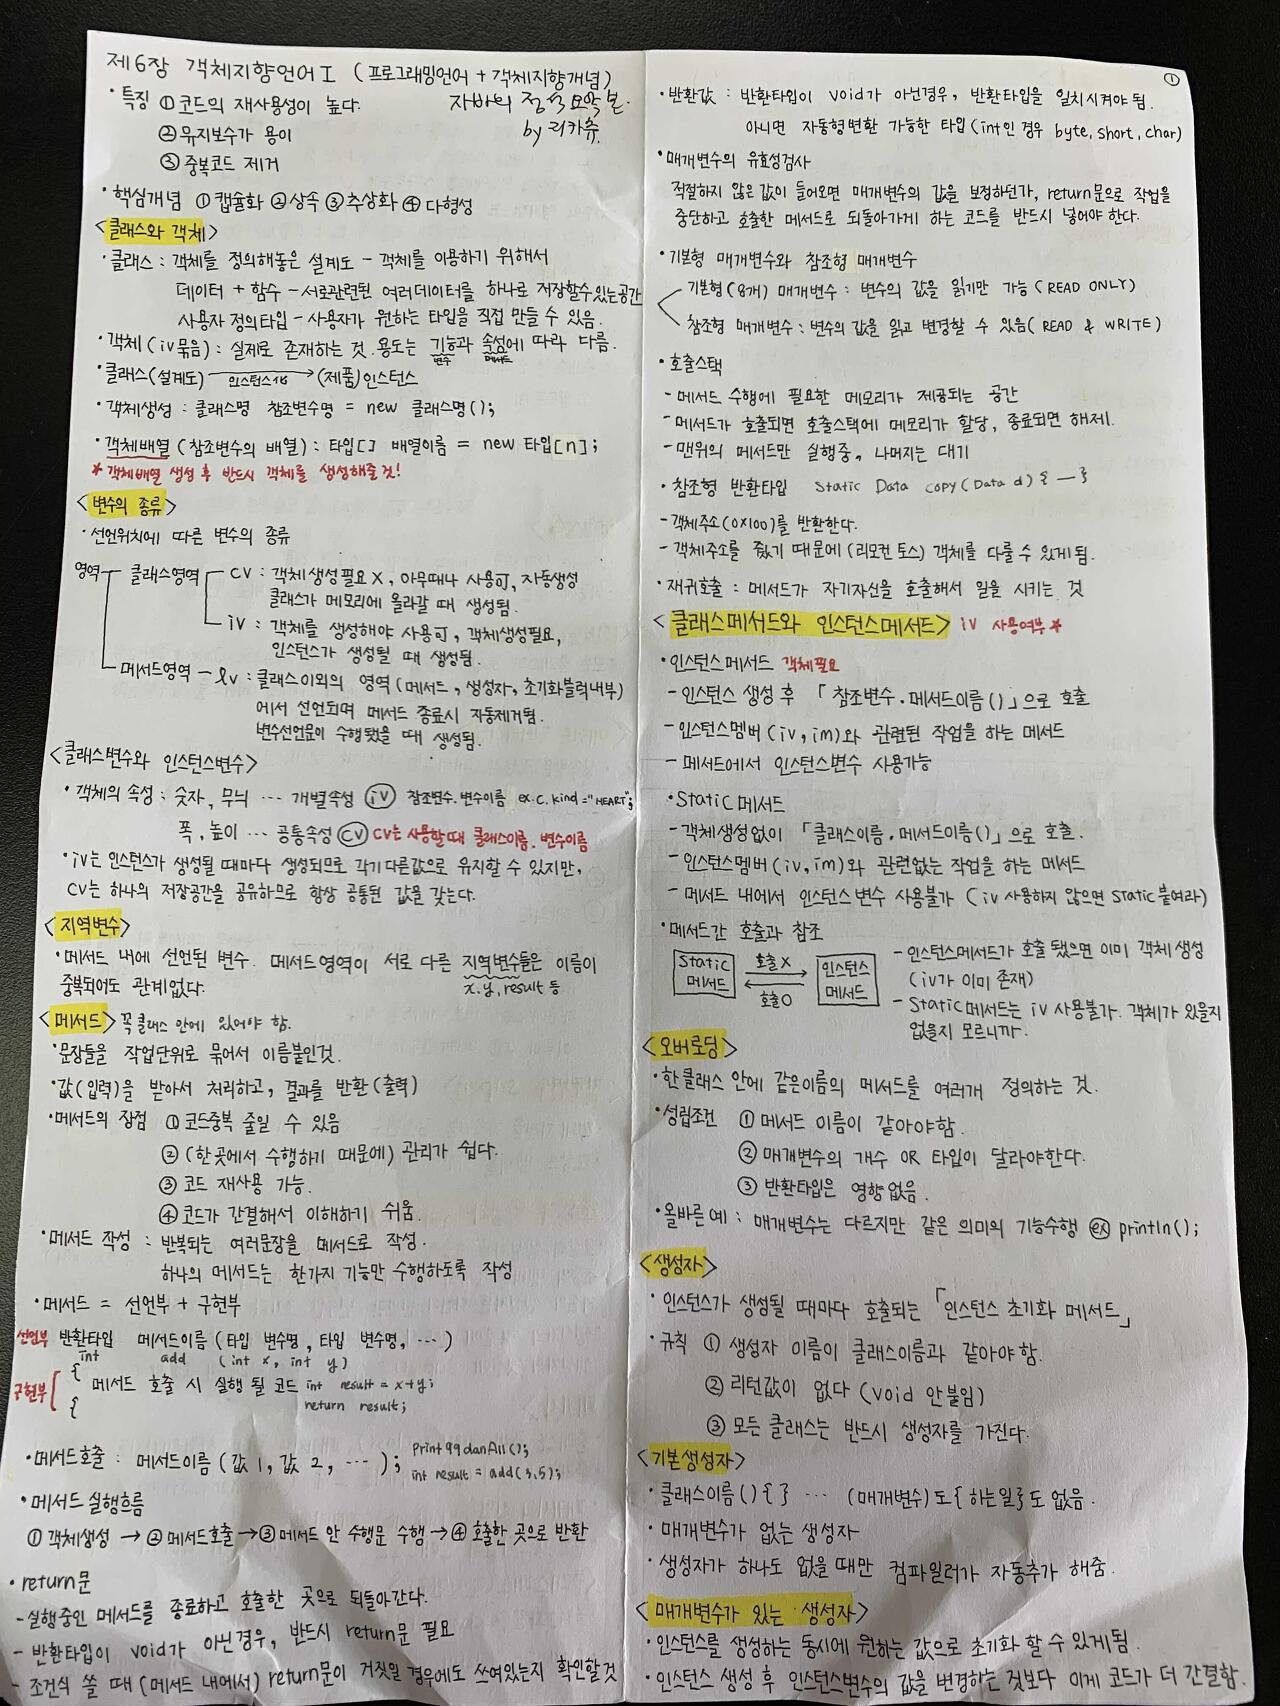 제6장 객체지향언어 I (프로그래밍언어 + 객체지향개념)
자바의 정석 요약본.
by 리카츄.
· 특징 ① 코드의 재사용성이 높다.
② 유지보수가 용이
③ 중복코드 제거
· 핵심개념 ① 캡슐화 ② 상속 ③ 추상화 ④ 다형성
<클래스와 객체>
· 클래스 : 객체를 정의해놓은 설계도 - 객체를 이용하기 위해서
데이터 + 함수 - 서로관련된 여러데이터를 하나로 저장할수있는공간
사용자 정의타입 - 사용자가 원하는 타입을 직접 만들 수 있음.
· 객체 (iv묶음) : 실제로 존재하는 것. 용도는 기능과 속성에 따라 다름.
변수 메서드
· 클래스(설계도) 인스턴스화→ (제품)인스턴스
· 객체생성 : 클래스명 참조변수명 = new 클래스명();
· 객체배열 (참조변수의 배열) : 타입[] 배열이름 = new 타입[n];
* 객체배열 생성 후 반드시 객체를 생성해줄것!
<변수의 종류>
· 선언위치에 따른 변수의 종류
영역 클래스영역 CV : 객체생성필요 X, 아무때나 사용可, 자동생성
클래스가 메모리에 올라갈 때 생성됨.
iV : 객체를 생성해야 사용可, 객체생성필요,
인스턴스가 생성될 때 생성됨.
메서드영역 - lv : 클래스이외의 영역 (메서드, 생성자, 초기화블럭내부)
에서 선언되며 메서드 종료시 자동제거됨.
변수선언문이 수행됐을 때 생성됨.
<클래스변수와 인스턴스변수>
· 객체의 속성 : 숫자, 무늬 … 개별속성 iV 참조변수.변수이름 ex.c.kind="HEART";
폭, 높이 … 공통속성 CV CV는 사용할때 클래스이름.변수이름
· iv는 인스턴스가 생성될 때마다 생성되므로 각기 다른값으로 유지할 수 있지만,
CV는 하나의 저장공간을 공유하므로 항상 공통된 값을 갖는다.
<지역변수>
· 메서드 내에 선언된 변수. 메서드영역이 서로 다른 지역변수들은 이름이
중복되어도 관계없다. x.y, result 등
<메서드> 꼭 클래스 안에 있어야 함.
· 문장들을 작업단위로 묶어서 이름붙인것.
· 값(입력)을 받아서 처리하고, 결과를 반환(출력)
· 메서드의 장점 ① 코드중복 줄일 수 있음
② (한곳에서 수행하기 때문에) 관리가 쉽다.
③ 코드 재사용 가능.
④ 코드가 간결해서 이해하기 쉬움.
· 메서드 작성 : 반복되는 여러문장을 메서드로 작성.
하나의 메서드는 한가지 기능만 수행하도록 작성
· 메서드 = 선언부 + 구현부
선언부 반환타입 메서드이름 (타입 변수명, 타입 변수명, …)
int add (int x, int y)
구현부 { 메서드 호출 시 실행 될 코드 int result = x+y;
{ return result;
· 메서드호출 : 메서드이름 (값1, 값2, …); print99danAll();
int result = add(3,5);
· 메서드 실행흐름
① 객체생성 → ② 메서드호출 → ③ 메서드 안 수행문 수행 → ④ 호출한 곳으로 반환
· return문
- 실행중인 메서드를 종료하고 호출한 곳으로 되돌아간다.
- 반환타입이 void가 아닌경우, 반드시 return문 필요
- 조건식 쓸 때 (메서드 내에서) return문이 거짓일 경우에도 쓰여있는지 확인할것
①
· 반환값 : 반환타입이 void가 아닌경우, 반환타입을 일치시켜야 됨.
아니면 자동형변환 가능한 타입(int인 경우 byte, short, char)
· 매개변수의 유효성검사
적절하지 않은 값이 들어오면 매개변수의 값을 보정하던가, return문으로 작업을
중단하고 호출한 메서드로 되돌아가게 하는 코드를 반드시 넣어야 한다.
· 기본형 매개변수와 참조형 매개변수
기본형(8개) 매개변수 : 변수의 값을 읽기만 가능 (READ ONLY)
참조형 매개변수 : 변수의 값을 읽고 변경할 수 있음 (READ & WRITE)
· 호출스택
- 메서드 수행에 필요한 메모리가 제공되는 공간
- 메서드가 호출되면 호출스택에 메모리가 할당, 종료되면 해제.
- 맨위의 메서드만 실행중, 나머지는 대기
· 참조형 반환타입 static Data copy(Data d) { — }
- 객체주소(0x100)를 반환한다.
- 객체주소를 줬기 때문에 (리모컨 토스) 객체를 다룰 수 있게됨.
· 재귀호출 : 메서드가 자기자신을 호출해서 일을 시키는 것
<클래스메서드와 인스턴스메서드> iv 사용여부*
· 인스턴스메서드 객체필요
- 인스턴스 생성 후 「참조변수.메서드이름()」으로 호출
- 인스턴스멤버(iv, im)와 관련된 작업을 하는 메서드
- 메서드에서 인스턴스변수 사용가능
· static 메서드
- 객체생성없이 「클래스이름.메서드이름()」으로 호출.
- 인스턴스멤버(iv, im)와 관련없는 작업을 하는 메서드
- 메서드 내에서 인스턴스 변수 사용불가 (iv 사용하지 않으면 static 붙여라)
· 메서드간 호출과 참조
static 메서드 호출X → ← 호출O 인스턴스 메서드
- 인스턴스메서드가 호출 됐으면 이미 객체 생성
(iv가 이미 존재)
- static 메서드는 iv 사용불가. 객체가 있을지
없을지 모르니까.
<오버로딩>
· 한클래스 안에 같은이름의 메서드를 여러개 정의하는 것.
· 성립조건 ① 메서드 이름이 같아야함.
② 매개변수의 개수 OR 타입이 달라야한다.
③ 반환타입은 영향 없음.
· 올바른 예 : 매개변수는 다르지만 같은 의미의 기능수행 ex println();
<생성자>
· 인스턴스가 생성될 때마다 호출되는 「인스턴스 초기화 메서드」
· 규칙 ① 생성자 이름이 클래스이름과 같아야 함.
② 리턴값이 없다 (void 안붙임)
③ 모든 클래스는 반드시 생성자를 가진다.
<기본생성자>
· 클래스이름() { } … (매개변수)도 { 하는일 }도 없음.
· 매개변수가 없는 생성자
· 생성자가 하나도 없을 때만 컴파일러가 자동추가 해줌.
<매개변수가 있는 생성자>
· 인스턴스를 생성하는 동시에 원하는 값으로 초기화 할 수 있게됨.
· 인스턴스 생성 후 인스턴스변수의 값을 변경하는 것보다 이게 코드가 더 간결함.